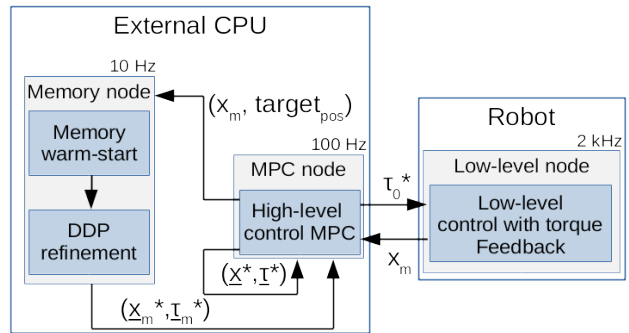 External CPU
10 Hz
Memory node
Memory
warm-start
DDP
refinement
(x_m, target_pos)
100 Hz
MPC node
High-level
control MPC
(x*,τ*)
(x_m*,τ_m*)
Robot
2 kHz
Low-level node
Low-level
control with torque
Feedback
τ_0*
x_m